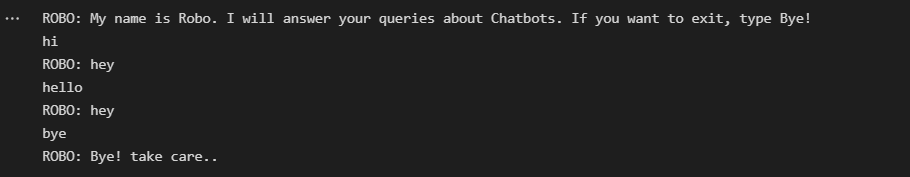 ROBO: My name is Robo. I will answer your queries about Chatbots. If you want to exit, type Bye!
hi
ROBO: hey
hello
ROBO: hey
bye
ROBO: Bye! take care..